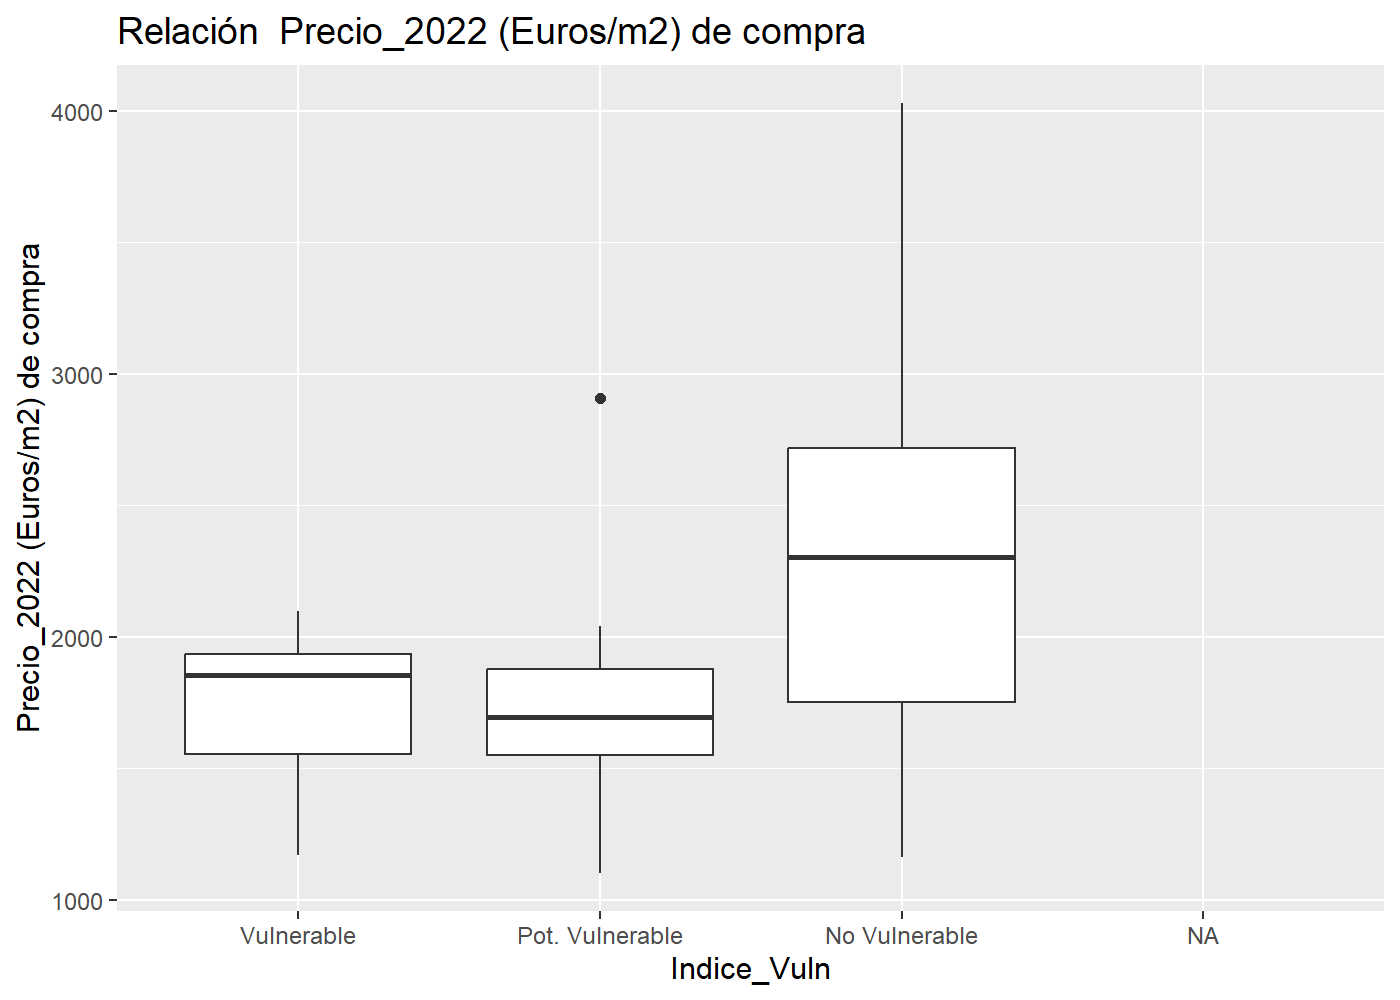 Relación  Precio_2022 (Euros/m2) de compra
Precio_2022 (Euros/m2) de compra
4000
3000
2000
1000
Vulnerable
Pot. Vulnerable
No Vulnerable
NA
Indice_Vuln